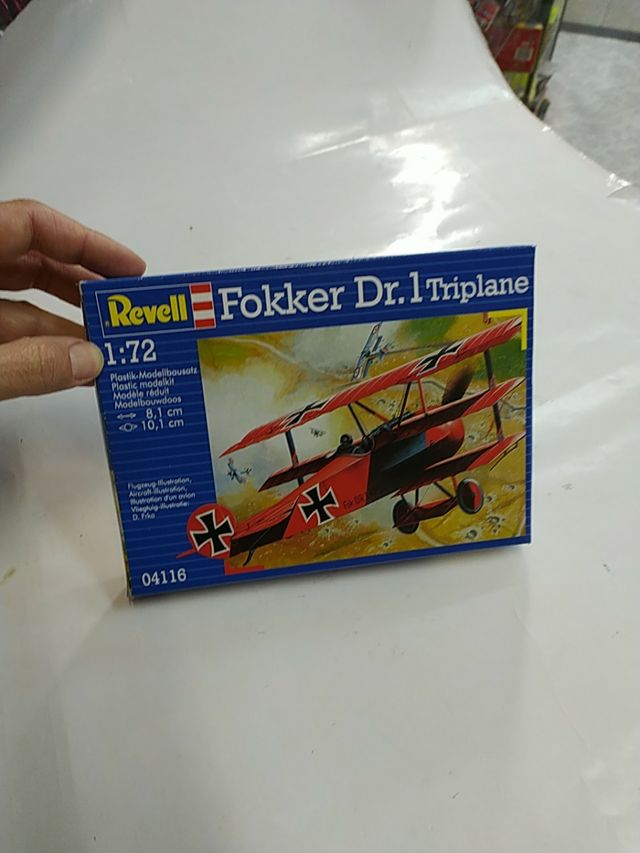 Revell Fokker Dr.1 Triplane
1:72
Plastik-Modellbausatz
Plastic modelkit
Modèle réduit
Modelbouwdoos
8,1 cm
10,1 cm
Flugzeug-Illustration,
Aircraft-illustration,
Illustration d'un avion
Vliegtuig-illustratie:
D. Frka
04116